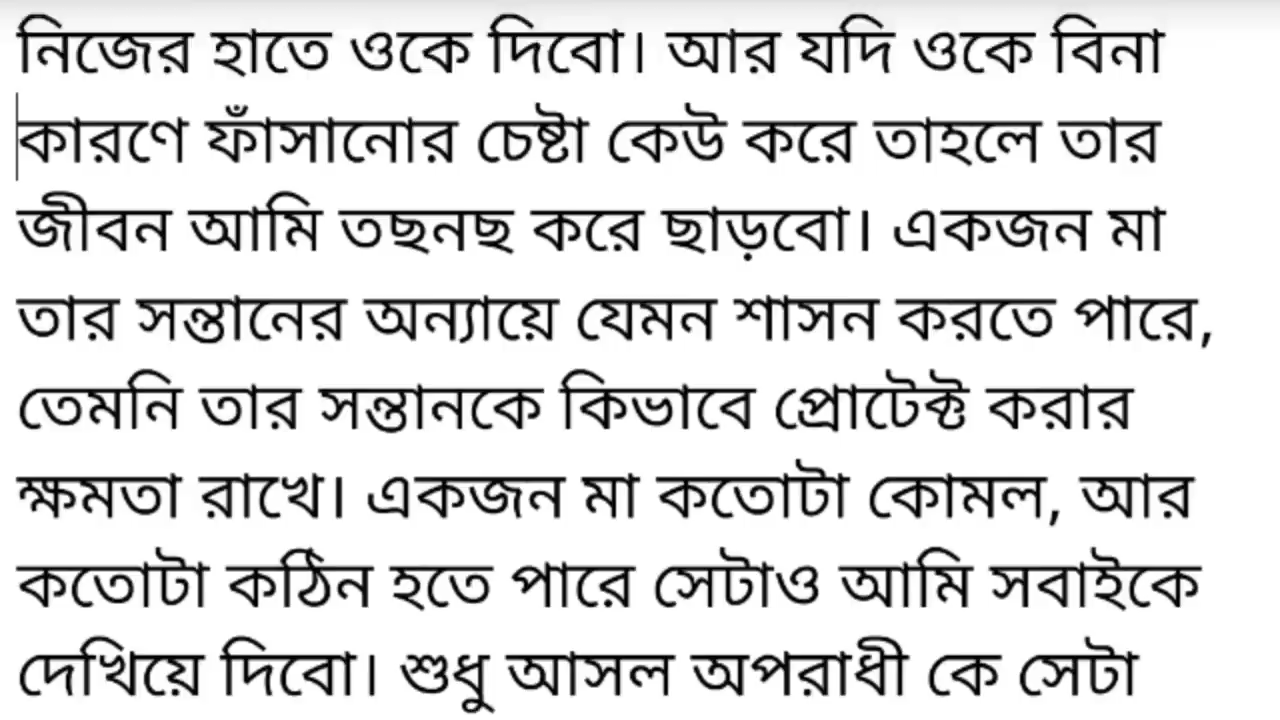 নিজের হাতে ওকে দিবো। আর যদি ওকে বিনা
কারণে ফাঁসানোর চেষ্টা কেউ করে তাহলে তার
জীবন আমি তছনছ করে ছাড়বো। একজন মা
তার সন্তানের অন্যায়ে যেমন শাসন করতে পারে,
তেমনি তার সন্তানকে কিভাবে প্রোটেক্ট করার
ক্ষমতা রাখে। একজন মা কতোটা কোমল, আর
কতোটা কঠিন হতে পারে সেটাও আমি সবাইকে
দেখিয়ে দিবো। শুধু আসল অপরাধী কে সেটা